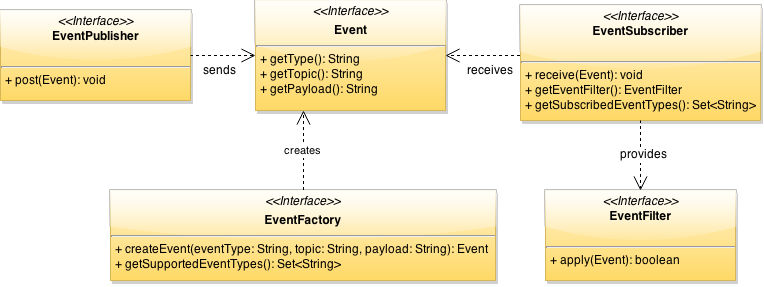 <<Interface>>
EventPublisher
+ post(Event): void
sends
<<Interface>>
Event
+ getType(): String
+ getTopic(): String
+ getPayload(): String
receives
<<Interface>>
EventSubscriber
+ receive(Event): void
+ getEventFilter(): EventFilter
+ getSubscribedEventTypes(): Set<String>
creates
provides
<<Interface>>
EventFactory
+ createEvent(eventType: String, topic: String, payload: String): Event
+ getSupportedEventTypes(): Set<String>
<<Interface>>
EventFilter
+ apply(Event): boolean